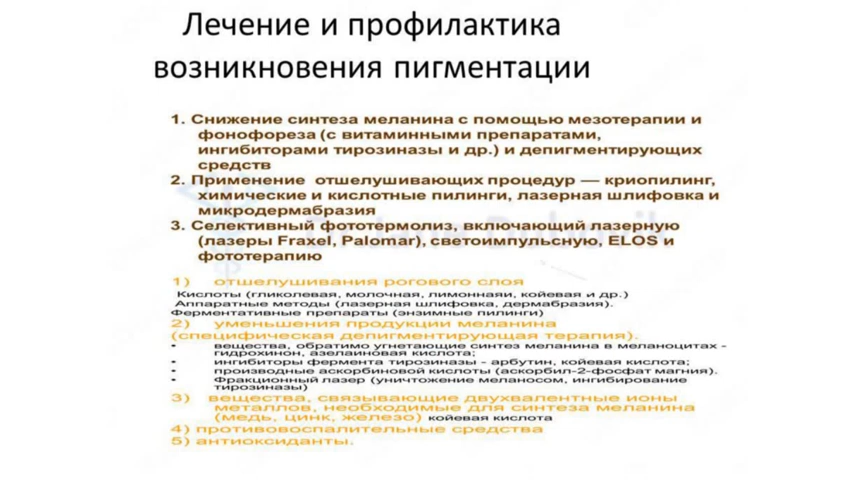 Лечение и профилактика
возникновения пигментации
1. Снижение синтеза меланина с помощью мезотерапии и
фонофореза (с витаминными препаратами,
ингибиторами тирозиназы и др.) и депигментирующих
средств
2. Применение отшелушивающих процедур — криопилинг,
химические и кислотные пилинги, лазерная шлифовка и
микродермабразия
3. Селективный фототермолиз, включающий лазерную
(лазеры Fraxel, Palomar), светоимпульсную, ELOS и
фототерапию
1) отшелушивания рогового слоя
Кислоты (гликолевая, молочная, лимоннаяи, койевая и др.)
Аппаратные методы (лазерная шлифовка, дермабразия).
Ферментативные препараты (энзимные пилинги)
2) уменьшения продукции меланина
(специфическая депигментирующая терапия).
• вещества, обратимо угнетающие синтез меланина в меланоцитах -
гидрохинон, азелаиновая кислота;
• ингибиторы фермента тирозиназы - арбутин, койевая кислота;
• производные аскорбиновой кислоты (аскорбил-2-фосфат магния).
• Фракционный лазер (уничтожение меланосом, ингибирование
тирозиназы)
3) вещества, связывающие двухвалентные ионы
металлов, необходимые для синтеза меланина
(медь, цинк, железо) койевая кислота
4) противовоспалительные средства
5) антиоксиданты.